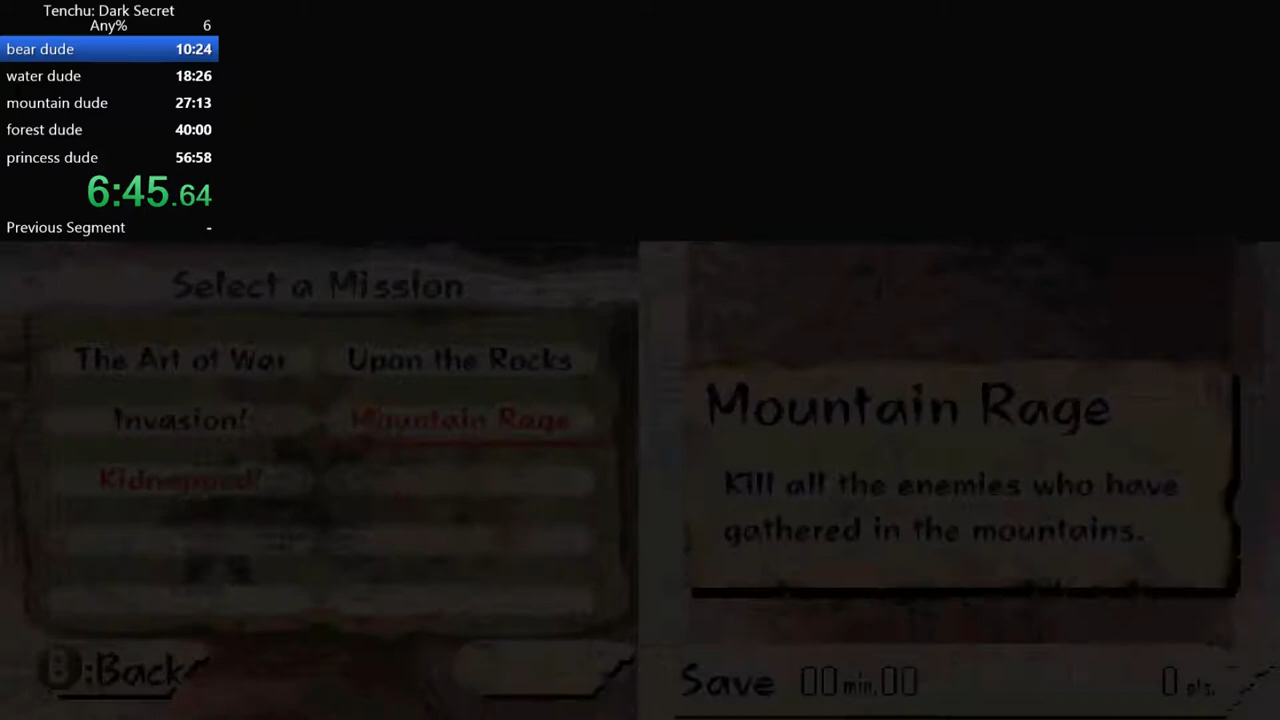 Tenchu: Dark Secret
Any% 6
bear dude 10:24
water dude 18:26
mountain dude 27:13
forest dude 40:00
princess dude 56:58
6:45.64
Previous Segment -
Select a Mission
The Art of War Upon the Rocks
Invasion! Mountain Rage
Kidnapped!
B:Back
Mountain Rage
Kill all the enemies who have
gathered in the mountains.
Save 00min.00 0 pts.